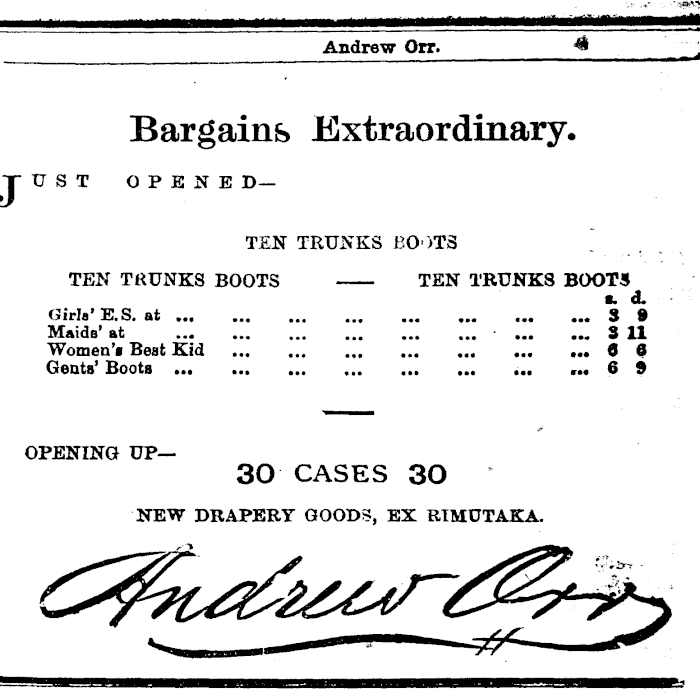 Andrew Orr.
Bargains Extraordinary.
JUST OPENED—
TEN TRUNKS BOOTS
TEN TRUNKS BOOTS — TEN TRUNKS BOOTS
s. d.
Girls' E.S. at ... ... ... ... ... ... ... ... 3 9
Maids' at ... ... ... ... ... ... ... ... 3 11
Women's Best Kid ... ... ... ... ... ... ... 6 6
Gents' Boots ... ... ... ... ... ... ... ... 6 9
OPENING UP—
30 CASES 30
NEW DRAPERY GOODS, EX RIMUTAKA.
Andrew Orr